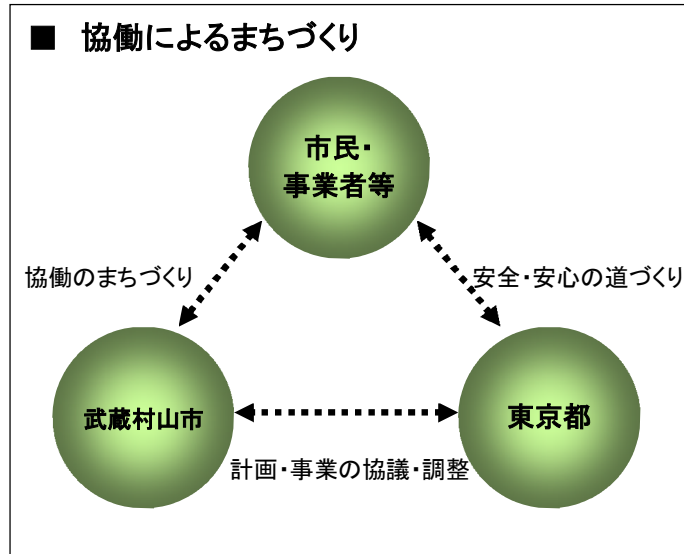 ■ 協働によるまちづくり
市民・
事業者等
協働のまちづくり
安全・安心の道づくり
武蔵村山市
東京都
計画・事業の協議・調整